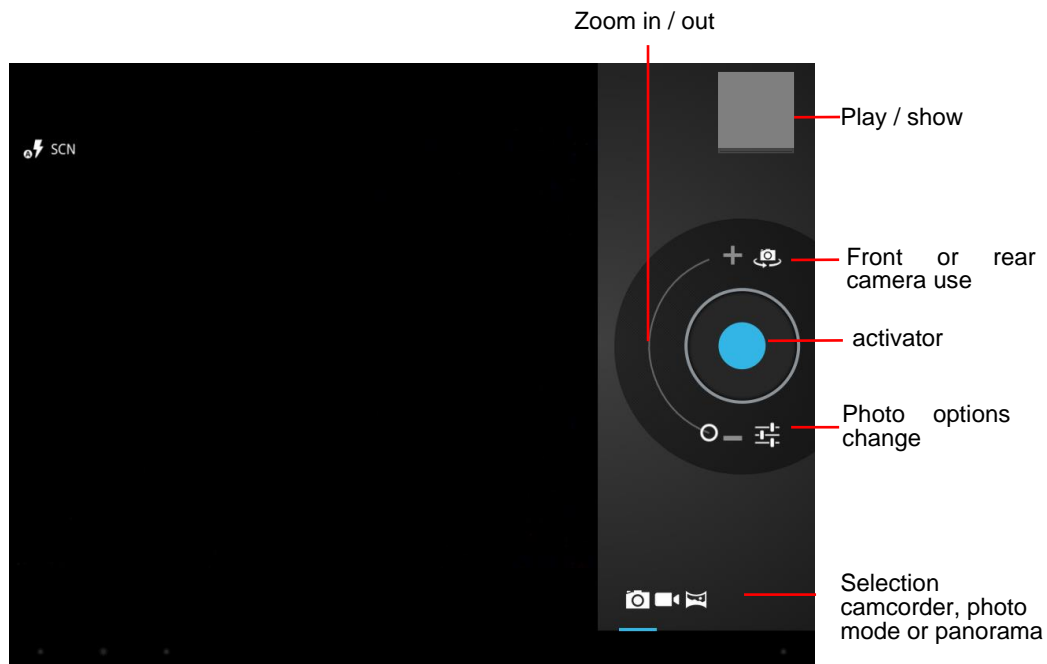 Zoom in / out
Play / show
SCN
Front or rear
camera use
activator
Photo options
change
Selection
camcorder, photo
mode or panorama